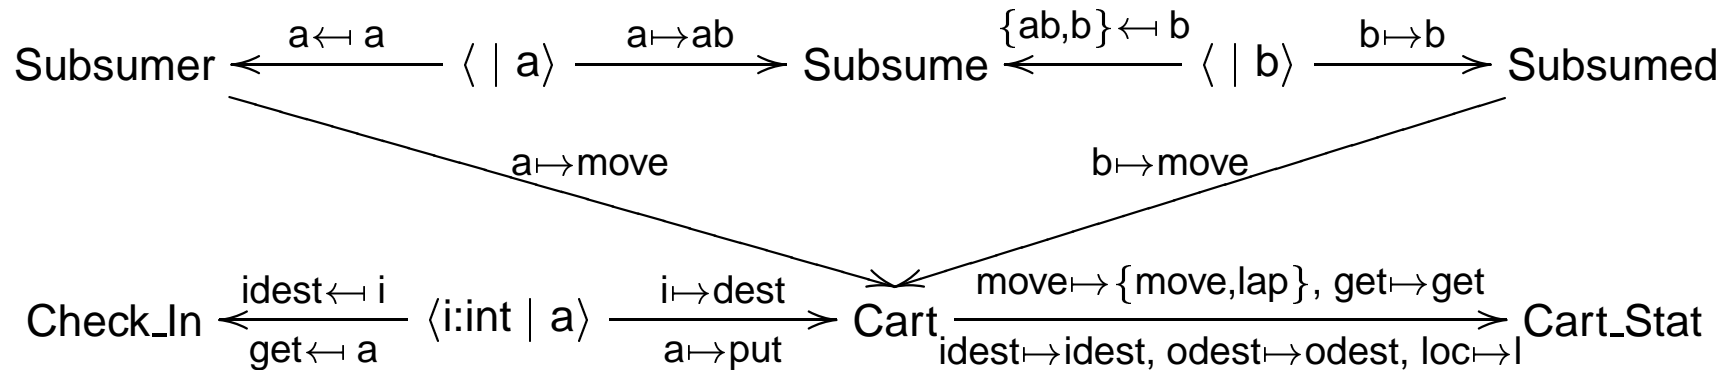 a↤ a a↦ab {ab,b}↤ b b↦b
Subsumer ⟨ | a⟩ Subsume ⟨ | b⟩ Subsumed
a↦move b↦move
idest↤ i i↦dest move↦{move,lap}, get↦get
Check_In ⟨i:int | a⟩ Cart Cart_Stat
get↤ a a↦put idest↦idest, odest↦odest, loc↦l